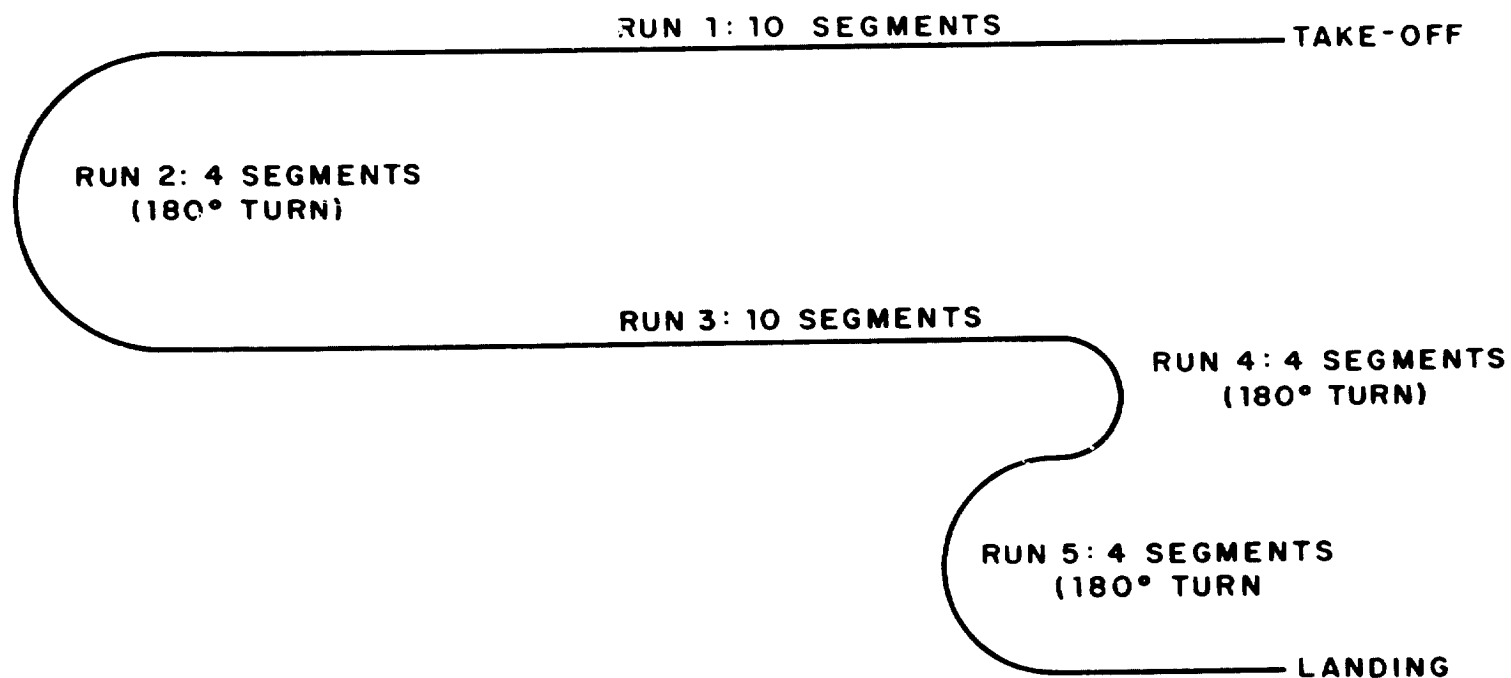 RUN 1: 10 SEGMENTS
TAKE-OFF
RUN 2: 4 SEGMENTS
(180° TURN)
RUN 3: 10 SEGMENTS
RUN 4: 4 SEGMENTS
(180° TURN)
RUN 5: 4 SEGMENTS
(180° TURN
LANDING